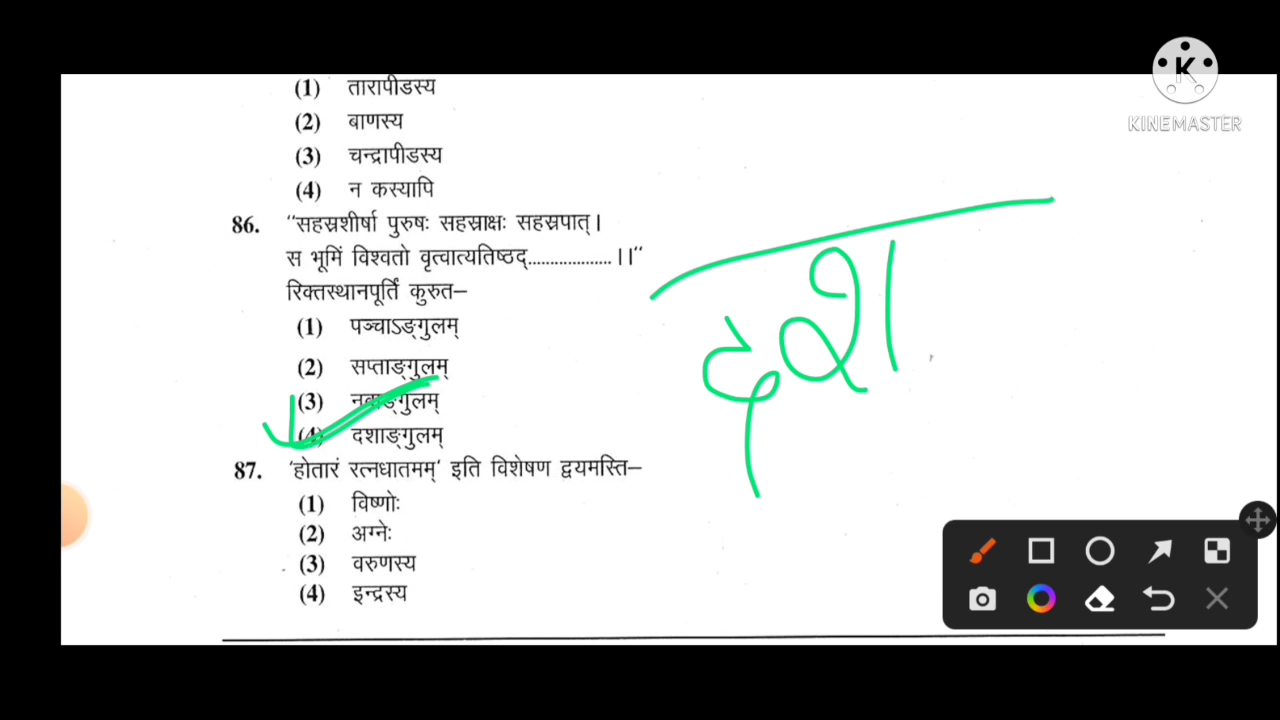 (1) तारापीडस्य
KINEMASTER
(2) बाणस्य
(3) चन्द्रापीडस्य
(4) न कस्यापि
86. "सहस्रशीर्षा पुरुषः सहस्राक्षः सहस्रपात्।
स भूमिं विश्वतो वृत्वात्यतिष्ठद्...................।।"
रिक्तस्थानपूर्तिं कुरुत–
(1) पञ्चाऽङ्गुलम्
(2) सप्ताङ्गुलम्
(3) नवाङ्गुलम्
(4) दशाङ्गुलम्
दश
87. 'होतारं रत्नधातमम्' इति विशेषण द्वयमस्ति–
(1) विष्णोः
(2) अग्नेः
(3) वरुणस्य
(4) इन्द्रस्य